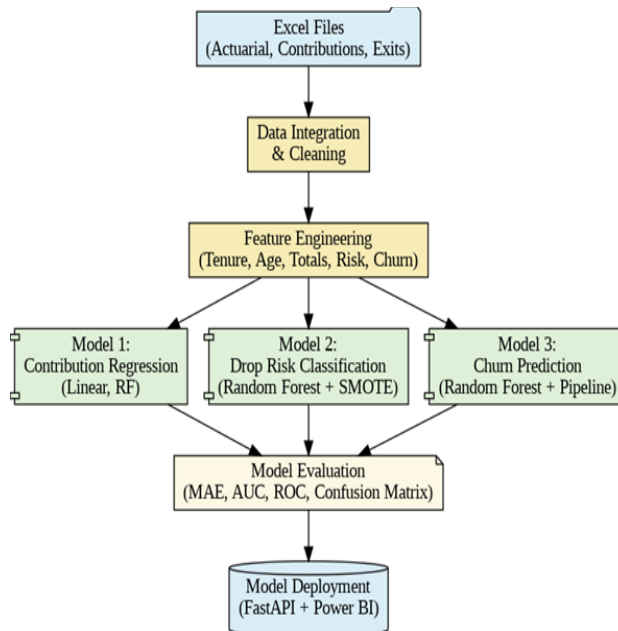 Excel Files
(Actuarial, Contributions, Exits)
Data Integration
& Cleaning
Feature Engineering
(Tenure, Age, Totals, Risk, Churn)
Model 1:
Contribution Regression
(Linear, RF)
Model 2:
Drop Risk Classification
(Random Forest + SMOTE)
Model 3:
Churn Prediction
(Random Forest + Pipeline)
Model Evaluation
(MAE, AUC, ROC, Confusion Matrix)
Model Deployment
(FastAPI + Power BI)